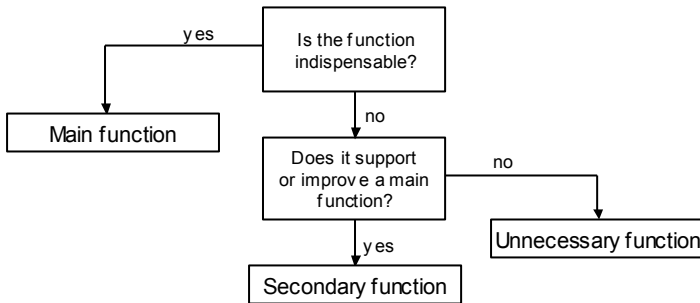 yes
Is the function
indispensable?
Main function
no
Does it support
or improve a main
function?
no
Unnecessary function
yes
Secondary function